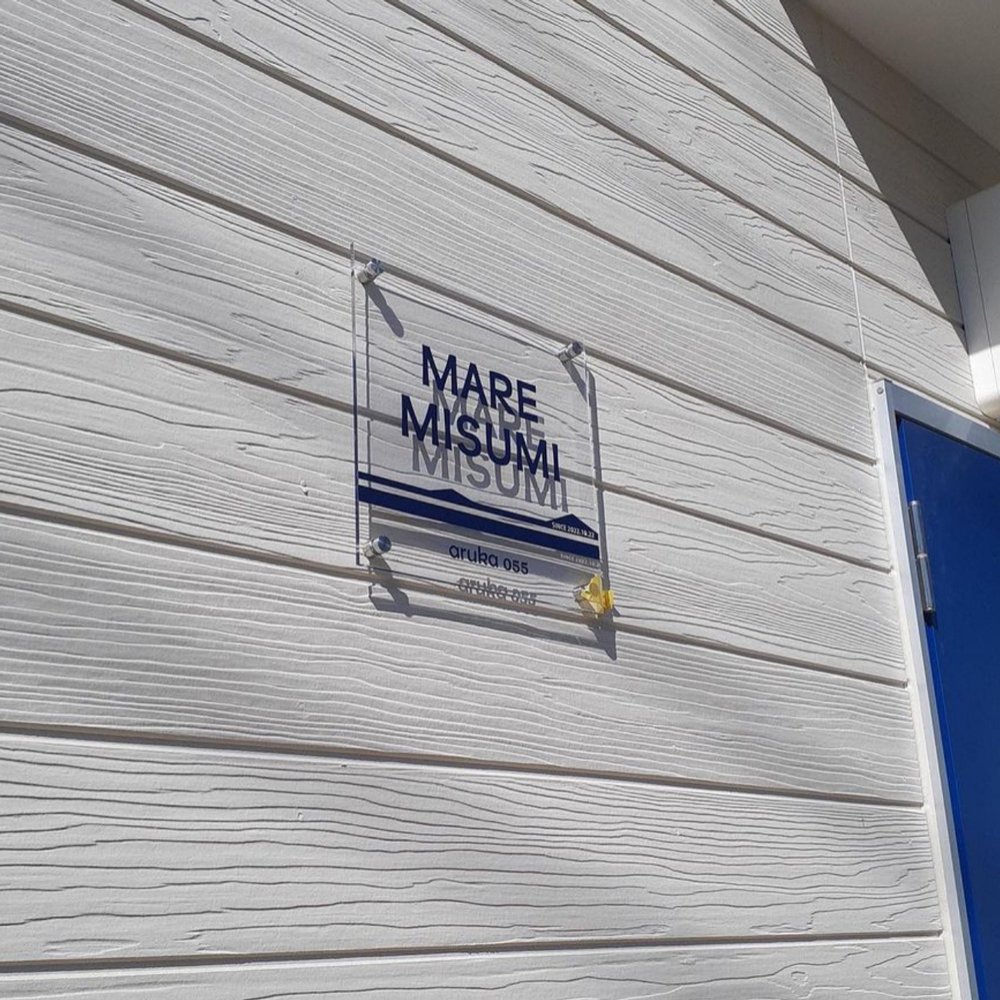 MARE
MISUMI
SINCE 2022.10.22
aruka 055